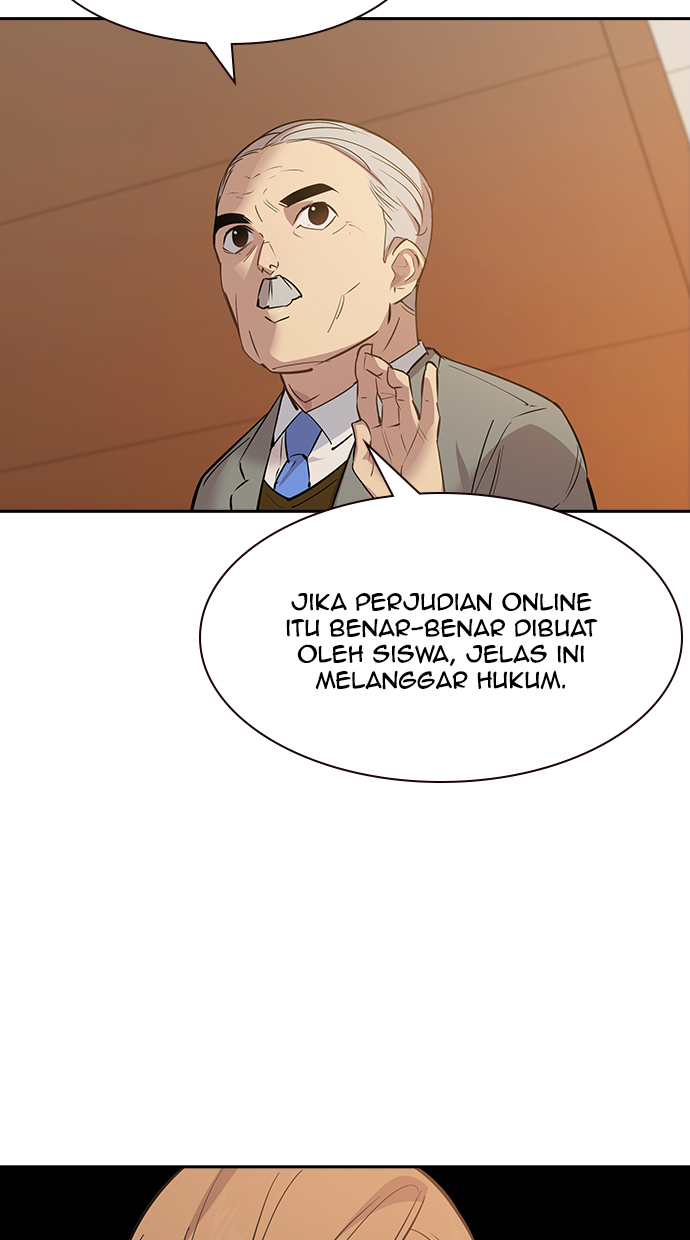 JIKA PERJUDIAN ONLINE
ITU BENAR-BENAR DIBUAT
OLEH SISWA, JELAS INI
MELANGGAR HUKUM.